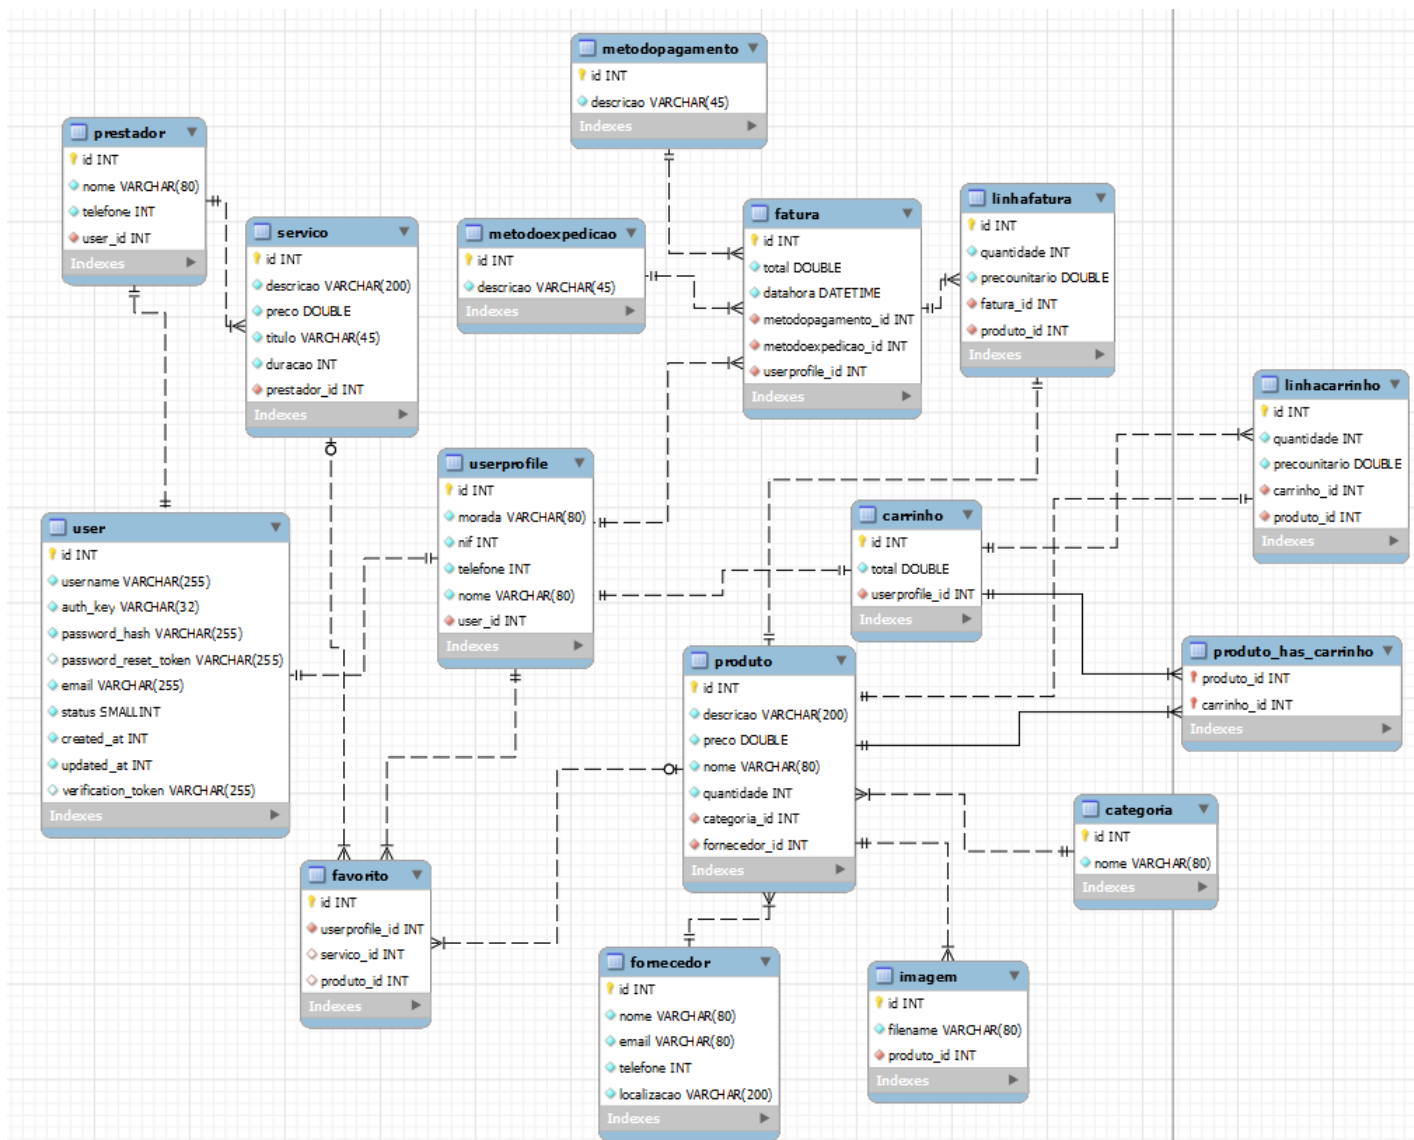 metodopagamento
id INT
descricao VARCHAR(45)
Indexes
prestador
id INT
nome VARCHAR(80)
telefone INT
user_id INT
Indexes
servico
id INT
descricao VARCHAR(200)
preco DOUBLE
titulo VARCHAR(45)
duracao INT
prestador_id INT
Indexes
metodoexpedicao
id INT
descricao VARCHAR(45)
Indexes
fatura
id INT
total DOUBLE
datahora DATETIME
metodopagamento_id INT
metodoexpedicao_id INT
userprofile_id INT
Indexes
linhafatura
id INT
quantidade INT
precounitario DOUBLE
fatura_id INT
produto_id INT
Indexes
linhacarrinho
id INT
quantidade INT
precounitario DOUBLE
carrinho_id INT
produto_id INT
Indexes
userprofile
id INT
morada VARCHAR(80)
nif INT
telefone INT
nome VARCHAR(80)
user_id INT
Indexes
carrinho
id INT
total DOUBLE
userprofile_id INT
Indexes
user
id INT
username VARCHAR(255)
auth_key VARCHAR(32)
password_hash VARCHAR(255)
password_reset_token VARCHAR(255)
email VARCHAR(255)
status SMALLINT
created_at INT
updated_at INT
verification_token VARCHAR(255)
Indexes
produto
id INT
descricao VARCHAR(200)
preco DOUBLE
nome VARCHAR(80)
quantidade INT
categoria_id INT
fornecedor_id INT
Indexes
produto_has_carrinho
produto_id INT
carrinho_id INT
Indexes
categoria
id INT
nome VARCHAR(80)
Indexes
favorito
id INT
userprofile_id INT
servico_id INT
produto_id INT
Indexes
fornecedor
id INT
nome VARCHAR(80)
email VARCHAR(80)
telefone INT
localizacao VARCHAR(200)
Indexes
imagem
id INT
filename VARCHAR(80)
produto_id INT
Indexes